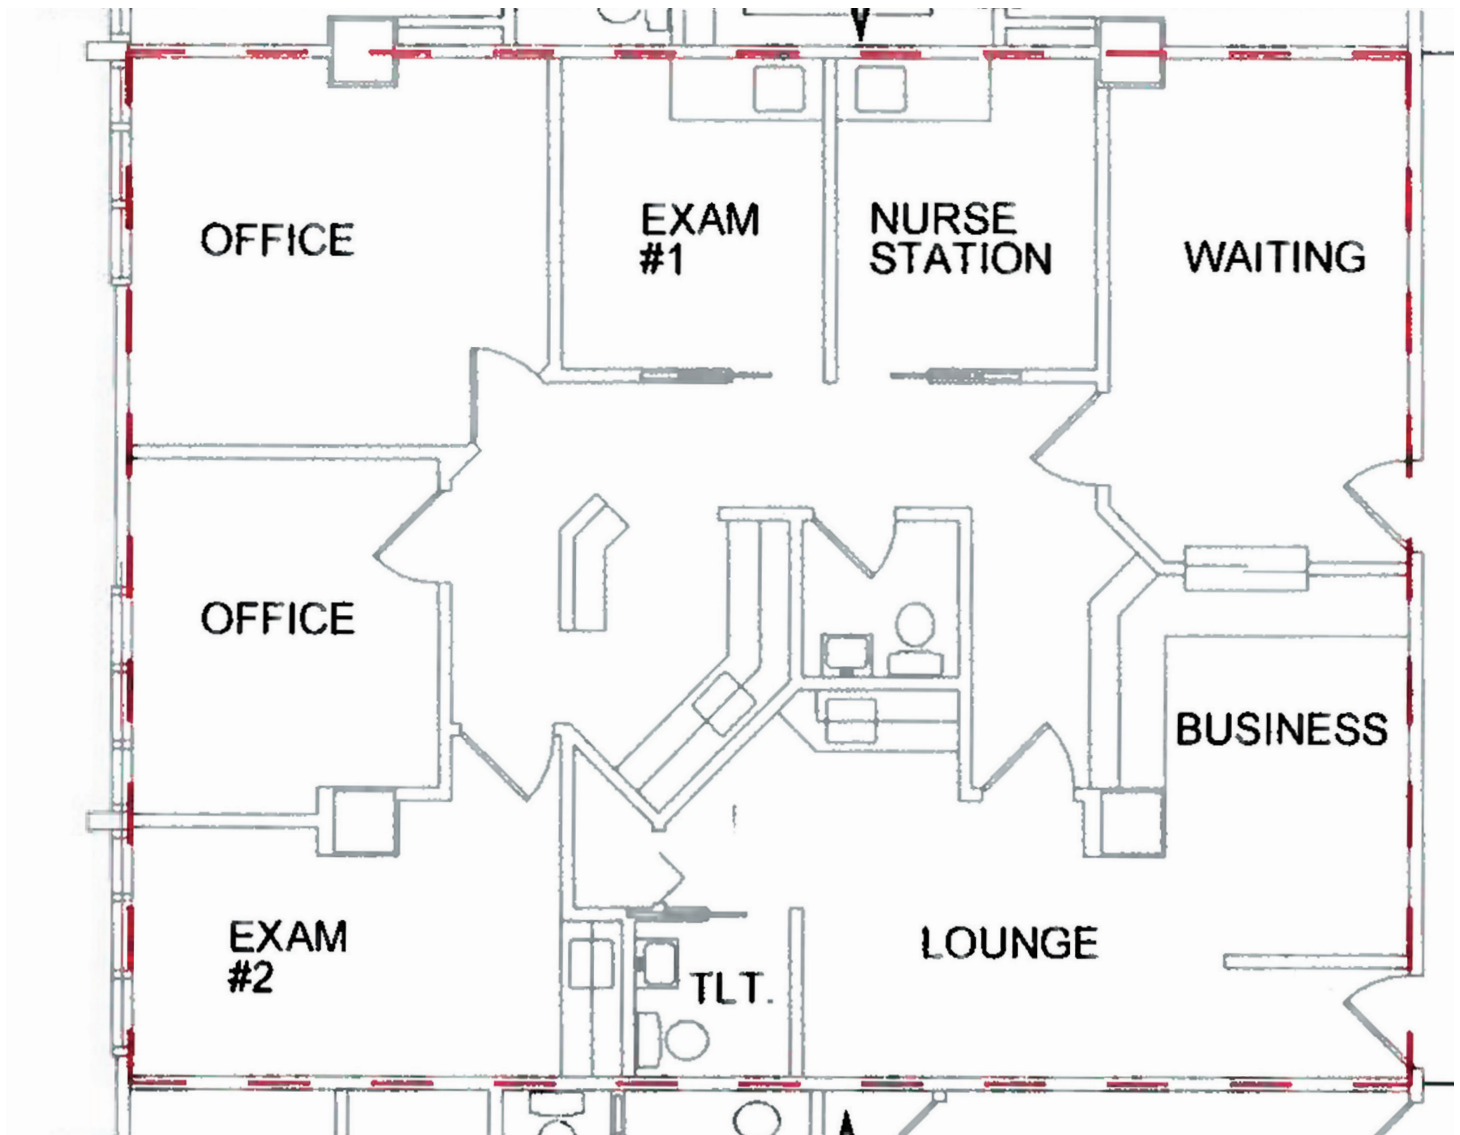 OFFICE
EXAM
#1
NURSE
STATION
WAITING
OFFICE
BUSINESS
EXAM
#2
TLT.
LOUNGE